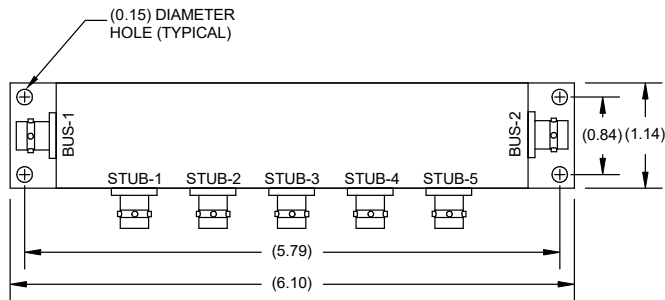 (0.15) DIAMETER
HOLE (TYPICAL)
BUS-1
BUS-2
(0.84) (1.14)
STUB-1 STUB-2 STUB-3 STUB-4 STUB-5
(5.79)
(6.10)